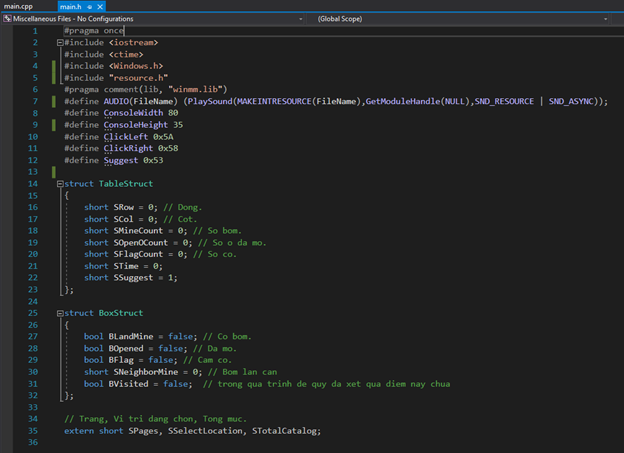 main.cpp main.h
Miscellaneous Files - No Configurations (Global Scope)
1 #pragma once
2 #include <iostream>
3 #include <ctime>
4 #include <Windows.h>
5 #include "resource.h"
6 #pragma comment(lib, "winmm.lib")
7 #define AUDIO(FileName) (PlaySound(MAKEINTRESOURCE(FileName),GetModuleHandle(NULL),SND_RESOURCE | SND_ASYNC));
8 #define ConsoleWidth 80
9 #define ConsoleHeight 35
10 #define ClickLeft 0x5A
11 #define ClickRight 0x58
12 #define Suggest 0x53
13
14 struct TableStruct
15 {
16 short SRow = 0; // Dong.
17 short SCol = 0; // Cot.
18 short SMineCount = 0; // So bom.
19 short SOpenOCount = 0; // So o da mo.
20 short SFlagCount = 0; // So co.
21 short STime = 0;
22 short SSuggest = 1;
23 };
24
25 struct BoxStruct
26 {
27 bool BLandMine = false; // Co bom.
28 bool BOpened = false; // Da mo.
29 bool BFlag = false; // Cam co.
30 short SNeighborMine = 0; // Bom lan can
31 bool BVisited = false; // trong qua trinh de quy da xet qua diem nay chua
32 };
33
34 // Trang, Vi tri dang chon, Tong muc.
35 extern short SPages, SSelectLocation, STotalCatalog;
36